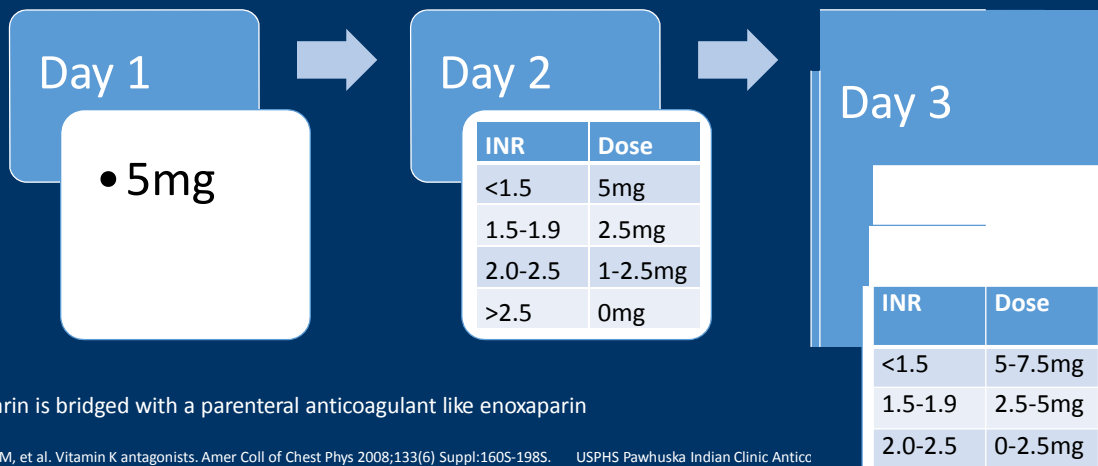 Day 1
•5mg
Day 2
INR Dose
<1.5 5mg
1.5-1.9 2.5mg
2.0-2.5 1-2.5mg
>2.5 0mg
Day 3
INR Dose
<1.5 5-7.5mg
1.5-1.9 2.5-5mg
2.0-2.5 0-2.5mg
is bridged with a parenteral anticoagulant like enoxaparin
M, et al. Vitamin K antagonists. Amer Coll of Chest Phys 2008;133(6) Suppl:160S-198S. USPHS Pawhuska Indian Clinic